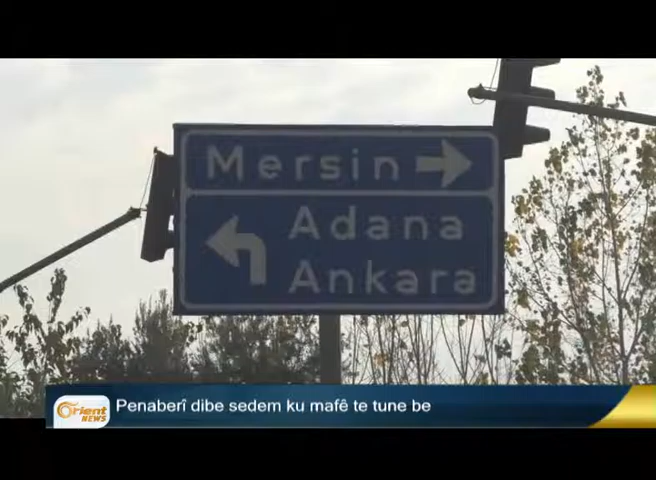 Mersin
Adana
Ankara
Orient
NEWS
Penaberî dibe sedem ku mafê te tune be